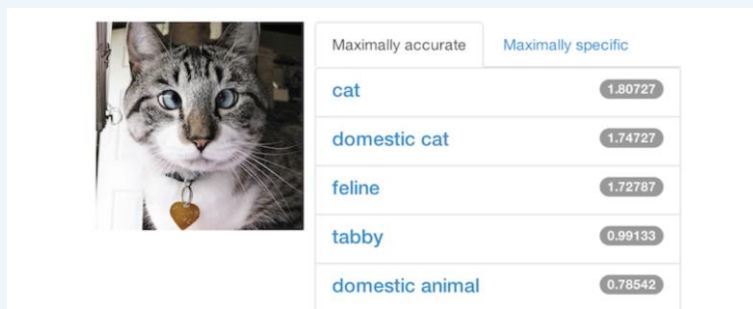 Maximally accurate Maximally specific
cat 1.80727
domestic cat 1.74727
feline 1.72787
tabby 0.99133
domestic animal 0.78542